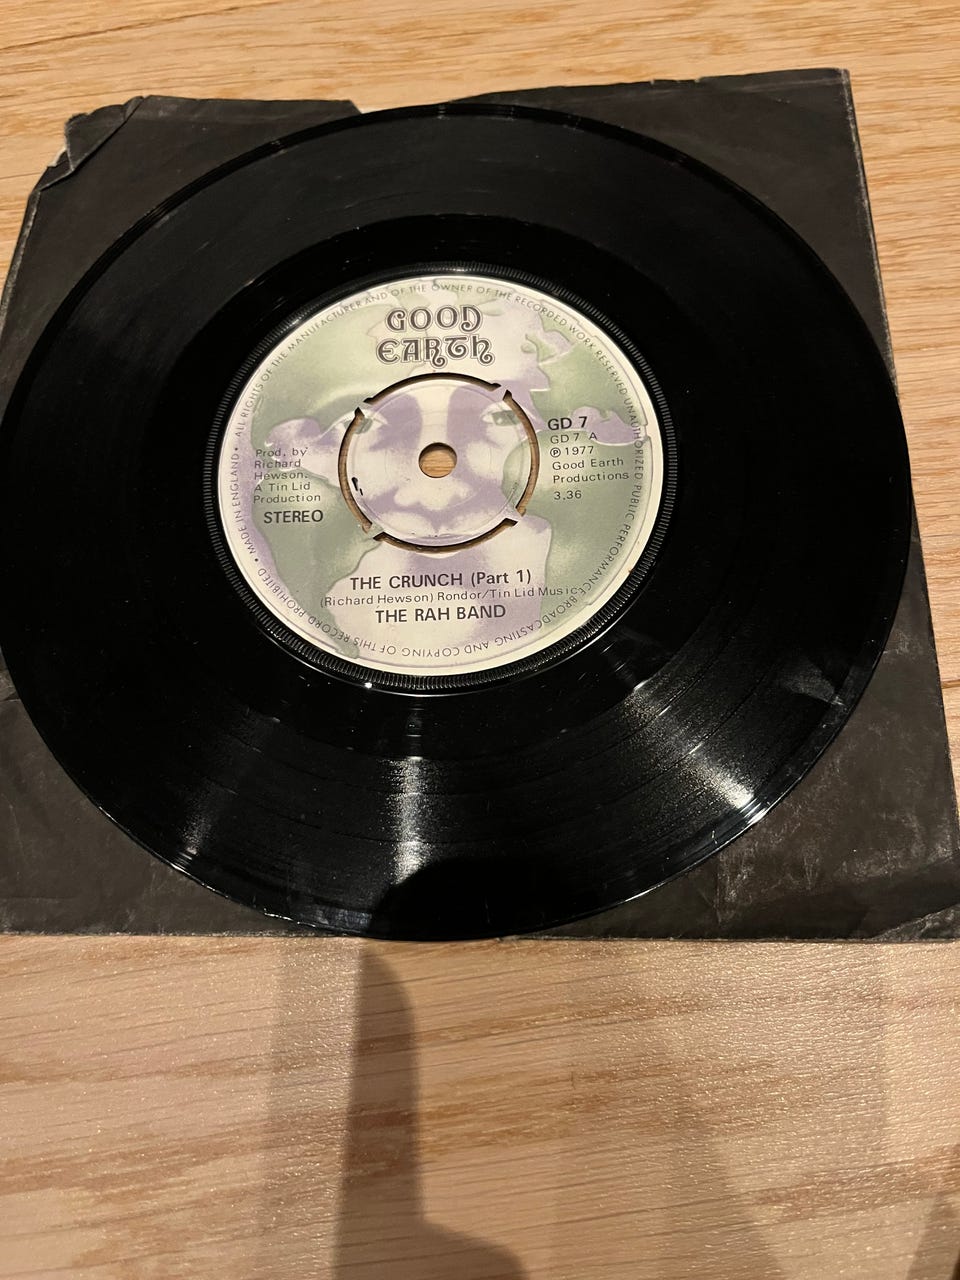 GOOD
EARTH
Prod. by
Richard
Hewson.
A Tin Lid
Production
STEREO
GD 7
GD 7 A
Ⓟ 1977
Good Earth
Productions
3.36
THE CRUNCH (Part 1)
(Richard Hewson) Rondor/Tin Lid Music
THE RAH BAND
• ALL RIGHTS OF THE MANUFACTURER AND OF THE OWNER OF THE RECORDED WORK RESERVED UNAUTHORIZED PUBLIC PERFORMANCE BROADCASTING AND COPYING OF THIS RECORD PROHIBITED • MADE IN ENGLAND